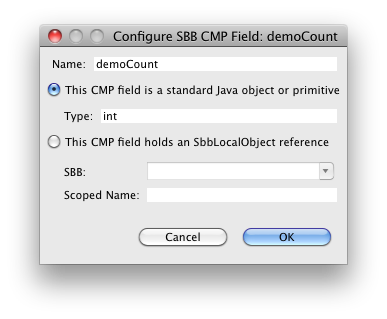 Configure SBB CMP Field: demoCount
Name: demoCount
This CMP field is a standard Java object or primitive
Type: int
This CMP field holds an SbbLocalObject reference
SBB:
Scoped Name:
Cancel OK